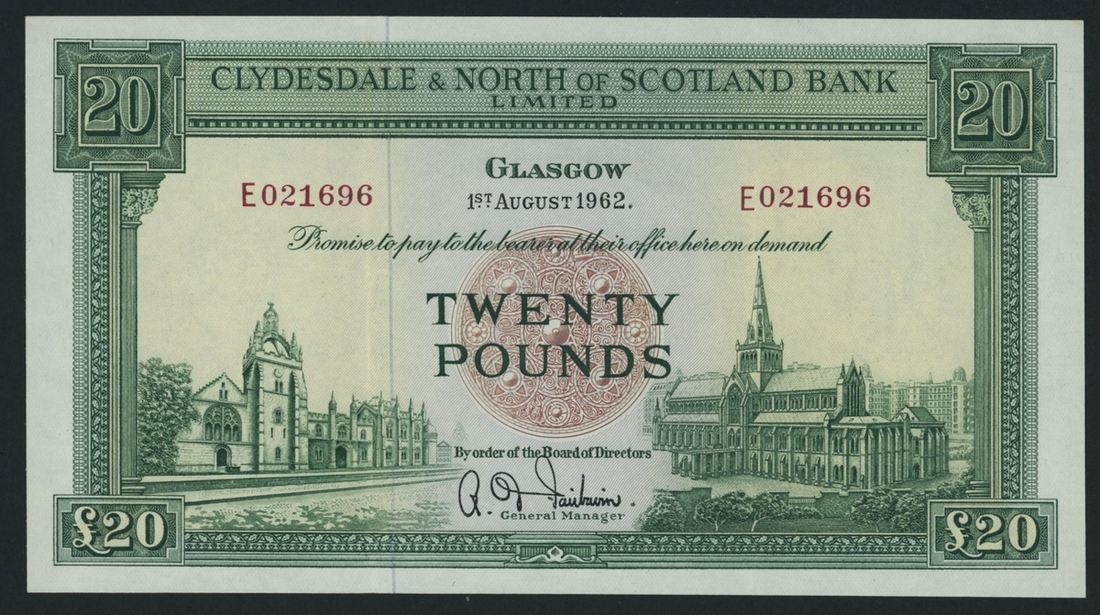 20 20
CLYDESDALE & NORTH OF SCOTLAND BANK
LIMITED
GLASGOW
1ST AUGUST 1962.
E021696 E021696
Promise to pay to the bearer at their office here on demand
TWENTY
POUNDS
By order of the Board of Directors
General Manager
£20 £20